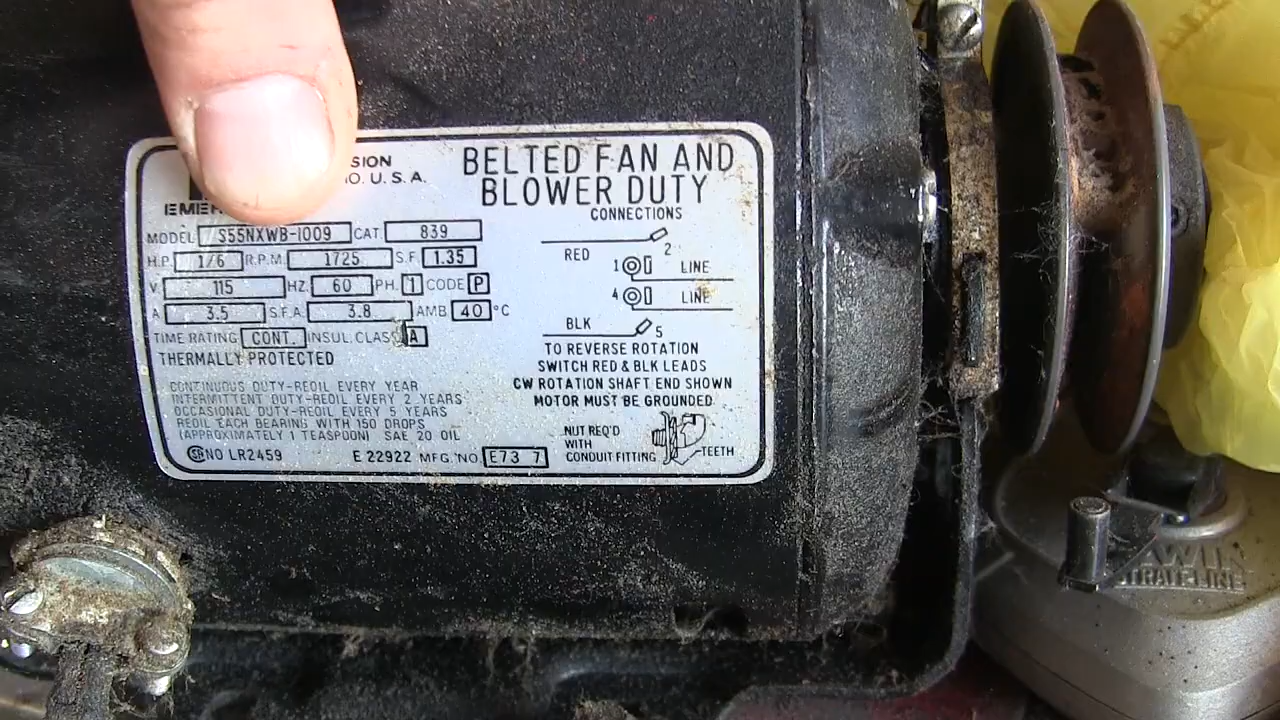 SION
O. U. S. A.
EMER
BELTED FAN AND
BLOWER DUTY
MODEL S55NXWB-1009 CAT. 839
H.P. 1/6 R.P.M. 1725 S.F. 1.35
V. 115 HZ. 60 PH. 1 CODE P
A 3.5 S.F.A. 3.8 AMB. 40 °C
TIME RATING CONT. INSUL. CLASS A
THERMALLY PROTECTED
CONTINUOUS DUTY-REOIL EVERY YEAR
INTERMITTENT DUTY-REOIL EVERY 2 YEARS
OCCASIONAL DUTY-REOIL EVERY 5 YEARS
REOIL EACH BEARING WITH 150 DROPS
(APPROXIMATELY 1 TEASPOON) SAE 20 OIL
NO LR2459 E 22922 MFG. NO. E73 7
CONNECTIONS
RED 2
1 LINE
4 LINE
BLK 5
TO REVERSE ROTATION
SWITCH RED & BLK LEADS
CW ROTATION SHAFT END SHOWN
MOTOR MUST BE GROUNDED
NUT REQ'D
WITH
CONDUIT FITTING
TEETH
STRATE-LINE